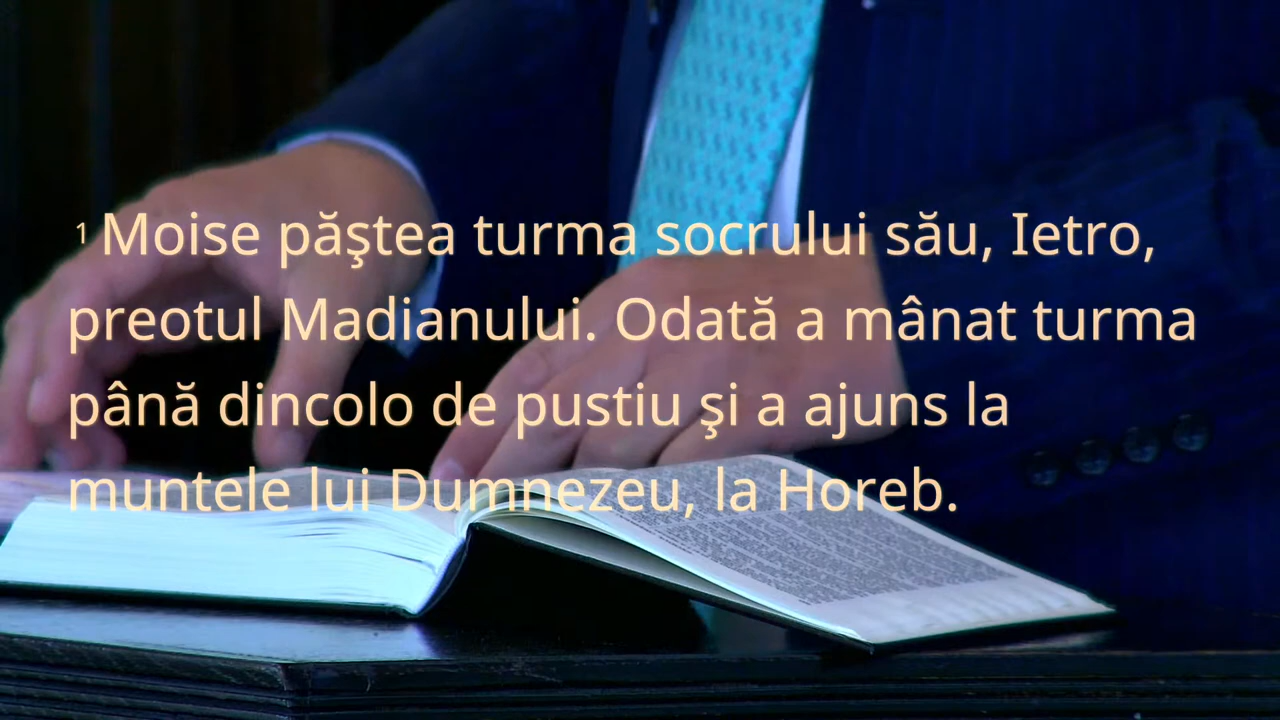 1 Moise păştea turma socrului său, Ietro,
preotul Madianului. Odată a mânat turma
până dincolo de pustiu şi a ajuns la
muntele lui Dumnezeu, la Horeb.